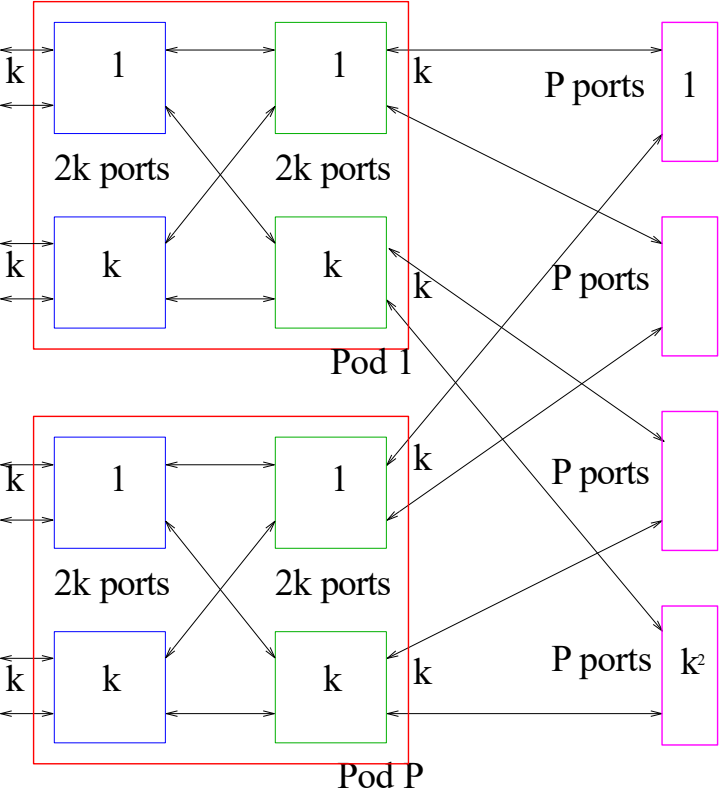 k 1 1 k P ports 1
2k ports 2k ports
k k k k P ports
Pod 1
k 1 1 k P ports
2k ports 2k ports
k k k k P ports k²
Pod P